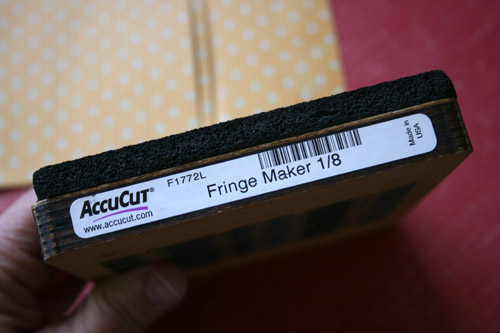 ACCUCUT®
www.accucut.com
F1772L
Fringe Maker 1/8
Made in
USA